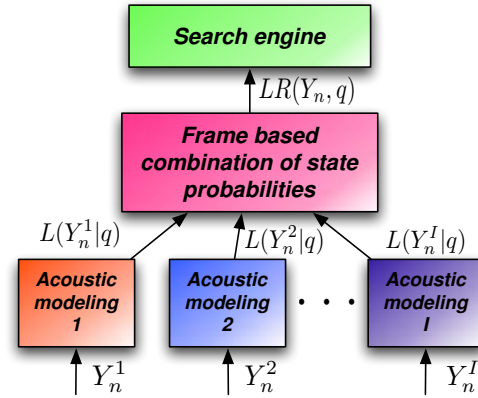 Search engine
LR(Y_n, q)
Frame based
combination of state
probabilities
L(Y_n^1|q)
L(Y_n^2|q)
L(Y_n^I|q)
Acoustic
modeling
1
Acoustic
modeling
2
. . .
Acoustic
modeling
I
Y_n^1
Y_n^2
Y_n^I